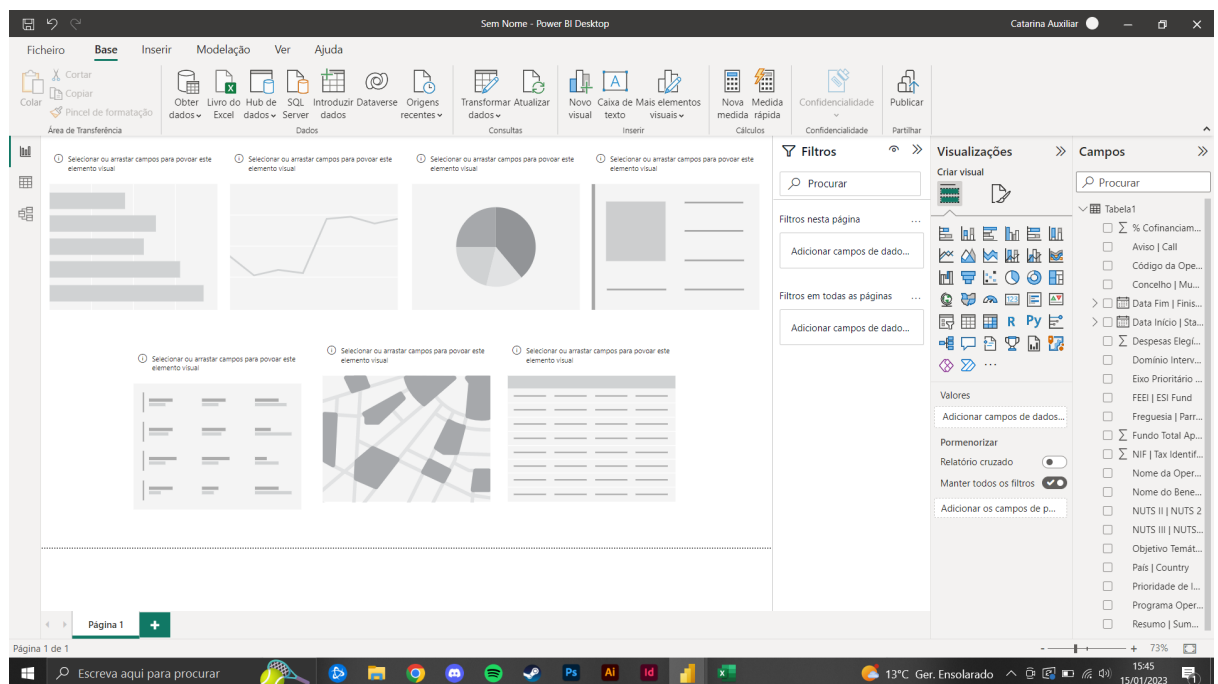 Sem Nome - Power BI Desktop
Catarina Auxiliar
Ficheiro Base Inserir Modelação Ver Ajuda
Colar
Cortar
Copiar
Pincel de formatação
Obter dados
Livro do Excel
Hub de dados
SQL Server
Introduzir dados
Dataverse
Origens recentes
Transformar dados
Atualizar
Novo visual
Caixa de texto
Mais elementos visuais
Nova medida
Medida rápida
Confidencialidade
Publicar
Área de Transferência
Dados
Consultas
Inserir
Cálculos
Confidencialidade
Partilhar
Selecionar ou arrastar campos para povoar este
elemento visual
Selecionar ou arrastar campos para povoar este
elemento visual
Selecionar ou arrastar campos para povoar este
elemento visual
Selecionar ou arrastar campos para povoar este
elemento visual
Selecionar ou arrastar campos para povoar este
elemento visual
Selecionar ou arrastar campos para povoar este
elemento visual
Selecionar ou arrastar campos para povoar este
elemento visual
Filtros
Procurar
Filtros nesta página ...
Adicionar campos de dado...
Filtros em todas as páginas ...
Adicionar campos de dado...
Visualizações
Criar visual
123
R Py
...
Valores
Adicionar campos de dados...
Pormenorizar
Relatório cruzado
Manter todos os filtros
Adicionar os campos de p...
Campos
Procurar
Tabela1
% Cofinanciam...
Aviso | Call
Código da Ope...
Concelho | Mu...
Data Fim | Finis...
Data Início | Sta...
Despesas Elegí...
Domínio Interv...
Eixo Prioritário ...
FEEI | ESI Fund
Freguesia | Parr...
Fundo Total Ap...
NIF | Tax Identif...
Nome da Oper...
Nome do Bene...
NUTS II | NUTS 2
NUTS III | NUTS...
Objetivo Temát...
País | Country
Prioridade de I...
Programa Oper...
Resumo | Sum...
Página 1 +
Página 1 de 1
- + 73%
Escreva aqui para procurar
Ps Ai Id
13°C Ger. Ensolarado
15:45
15/01/2023
1